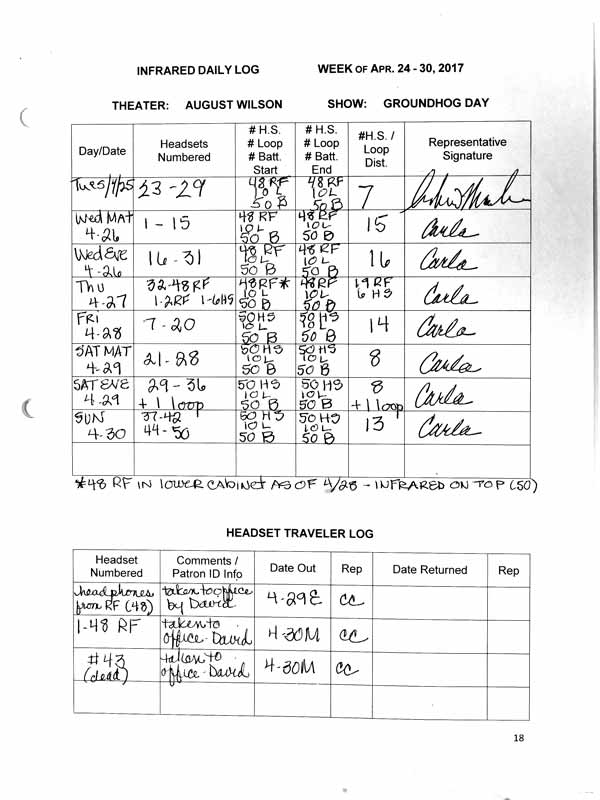 INFRARED DAILY LOG WEEK OF APR. 24 - 30, 2017
THEATER: AUGUST WILSON SHOW: GROUNDHOG DAY
Day/Date
Headsets
Numbered
# H.S.
# Loop
# Batt.
Start
# H.S.
# Loop
# Batt.
End
#H.S. /
Loop
Dist.
Representative
Signature
Tues/4/25 23 - 29
48 RF
10 L
50 B
48 RF
10 L
50 B
7
Wed MAT
4-26
1 - 15
48 RF
10 L
50 B
48 RF
10 L
50 B
15
Carla
Wed EVE
4-26
16 - 31
48 RF
10 L
50 B
48 RF
10 L
50 B
16
Carla
Thu
4-27
32-48 RF
1-2 RF 1-6 HS
48 RF*
10 L
50 B
48 RF
10 L
50 B
19 RF
6 HS
Carla
FRI
4-28
7 - 20
50 HS
10 L
50 B
50 HS
10 L
50 B
14
Carla
SAT MAT
4-29
21 - 28
50 HS
10 L
50 B
50 HS
10 L
50 B
8
Carla
SAT EVE
4-29
29 - 36
+ 1 loop
50 HS
10 L
50 B
50 HS
10 L
50 B
8
+ 1 loop
Carla
SUN
4-30
37-42
44-50
50 HS
10 L
50 B
50 HS
10 L
50 B
13
Carla
*48 RF IN lower CABINET AS OF 4/28 - INFRARED ON TOP (50)
HEADSET TRAVELER LOG
Headset
Numbered
Comments /
Patron ID Info
Date Out
Rep
Date Returned
Rep
headphones
from RF (48)
taken to office
by David
4-29E
cc
1-48 RF
taken to
office - David
4-30M
cc
#43
(dead)
taken to
office - David
4-30M
cc
18